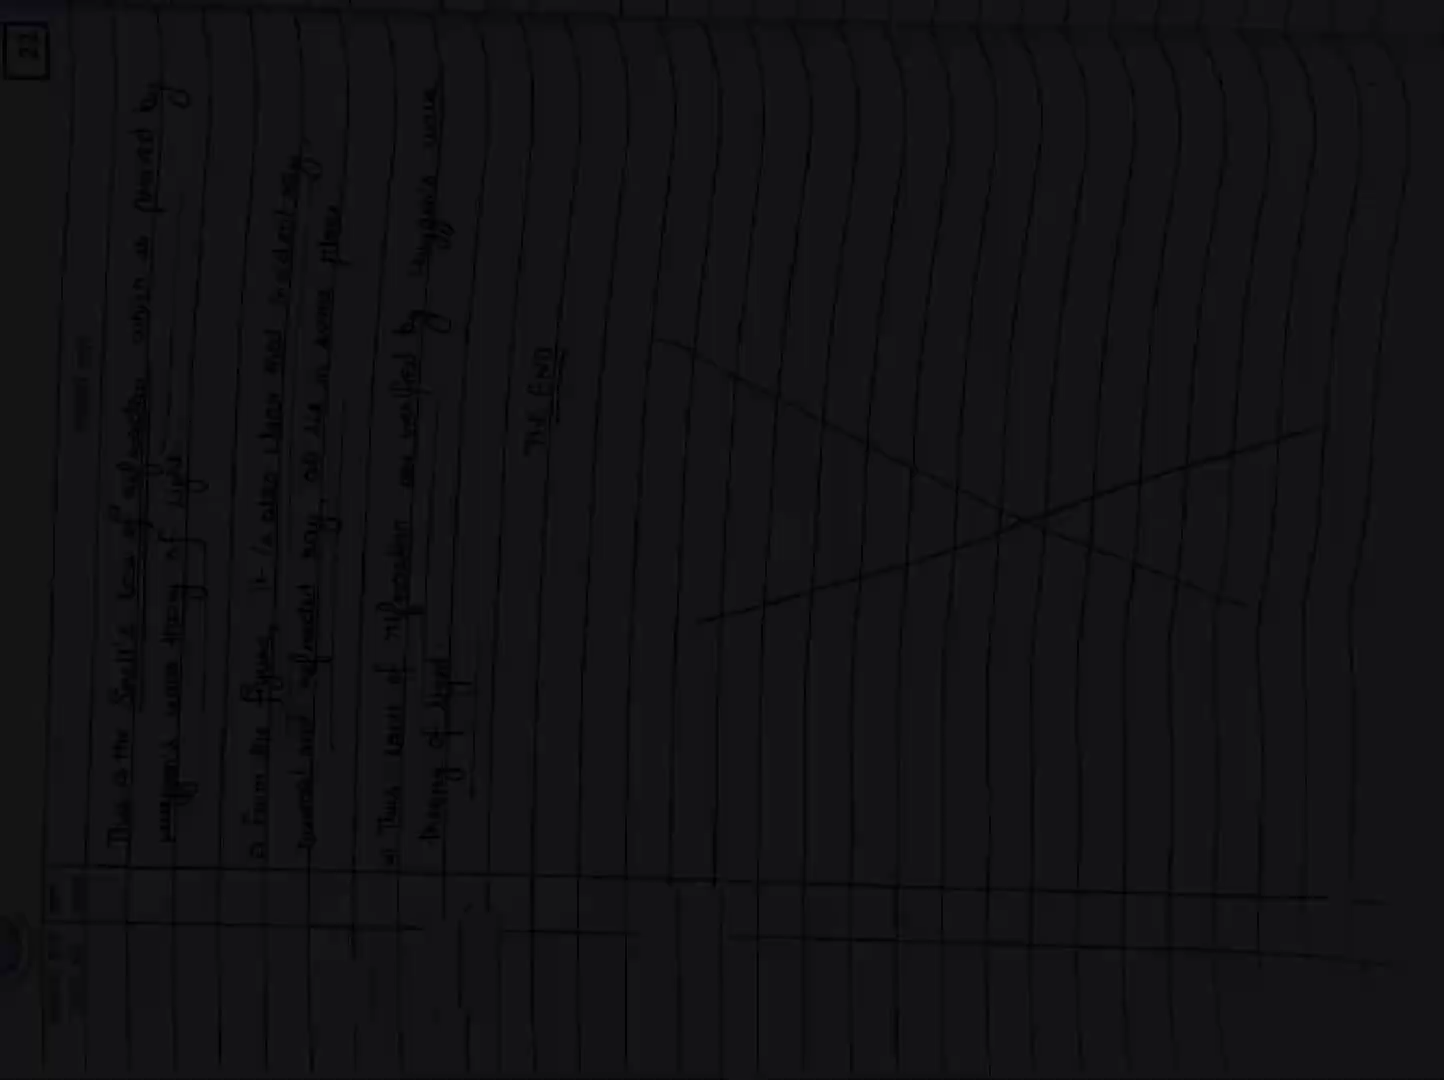 21
This is the Snell's law of refraction which is proved by
Huygen's wave theory of light.
From the figure, it is also clear that incident ray,
normal and refracted ray, all lie in same plane
Thus laws of refraction are verified by Huygen's wave
theory of light.
THE END